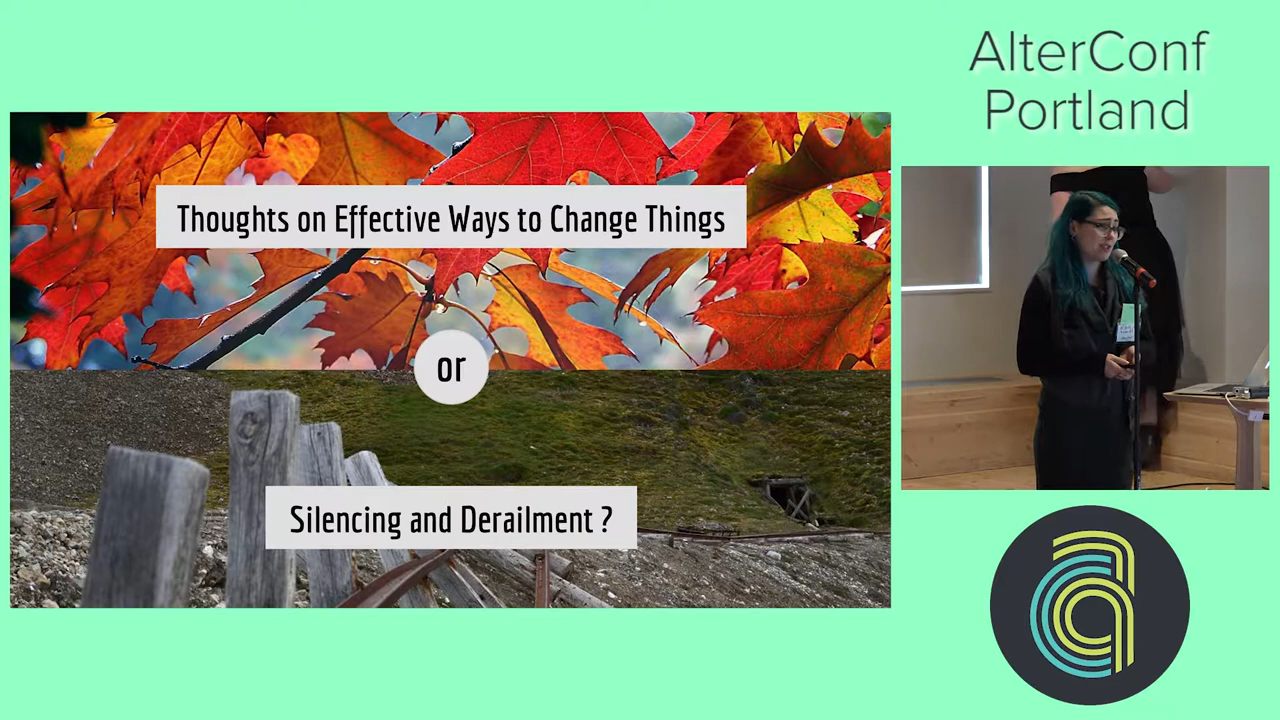 AlterConf
Portland
Thoughts on Effective Ways to Change Things
or
Silencing and Derailment ?